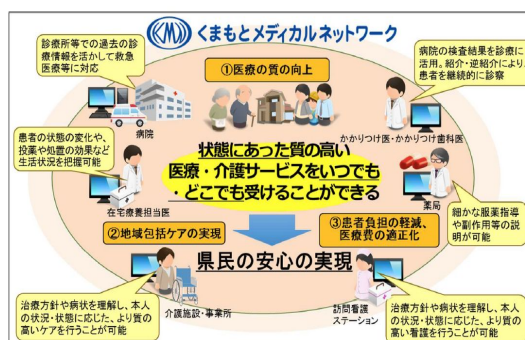 KMN くまもとメディカルネットワーク
診療所等での過去の診
療情報を活かして救急
医療等に対応
病院
①医療の質の向上
病院の検査結果を診療に
活用。紹介・逆紹介により、
患者を継続的に診察
かかりつけ医・かかりつけ歯科医
患者の状態の変化や、
投薬や処置の効果など
生活状況を把握可能
在宅療養担当医
状態にあった質の高い
医療・介護サービスをいつでも
・どこでも受けることができる
薬局
細かな服薬指導
や副作用等の説
明が可能
②地域包括ケアの実現
③患者負担の軽減、
医療費の適正化
県民の安心の実現
治療方針や病状を理解し、本人
の状況・状態に応じた、より質の
高いケアを行うことが可能
介護施設・事業所
訪問看護
ステーション
治療方針や病状を理解し、本人
の状況・状態に応じた、より質の
高い看護を行うことが可能